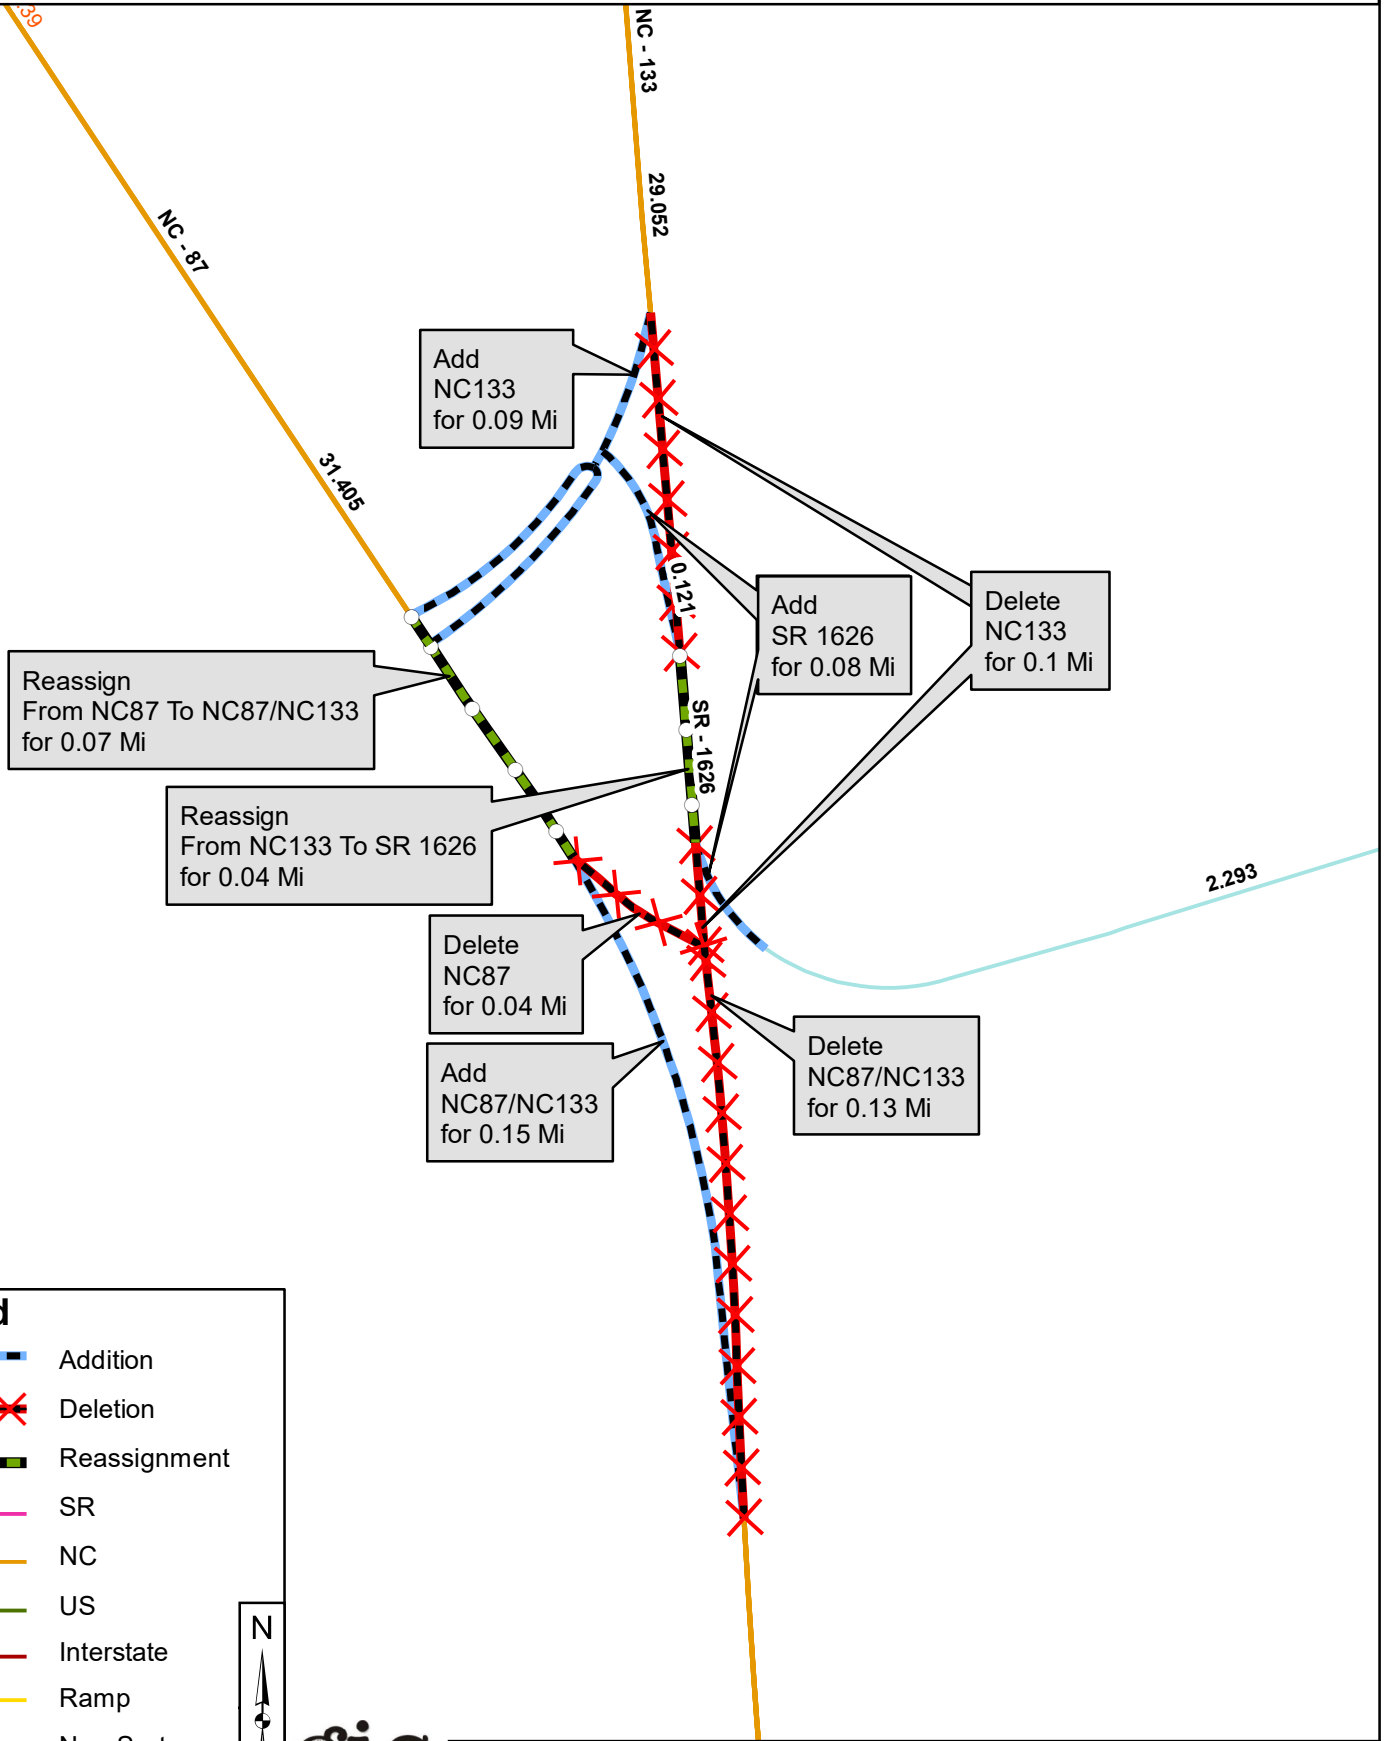 39
NC - 133
29.052
NC - 87
31.405
Add
NC133
for 0.09 Mi
0.121
Add
SR 1626
for 0.08 Mi
Delete
NC133
for 0.1 Mi
Reassign
From NC87 To NC87/NC133
for 0.07 Mi
SR - 1626
Reassign
From NC133 To SR 1626
for 0.04 Mi
2.293
Delete
NC87
for 0.04 Mi
Delete
NC87/NC133
for 0.13 Mi
Add
NC87/NC133
for 0.15 Mi
d
Addition
Deletion
Reassignment
SR
NC
US
Interstate
Ramp
N